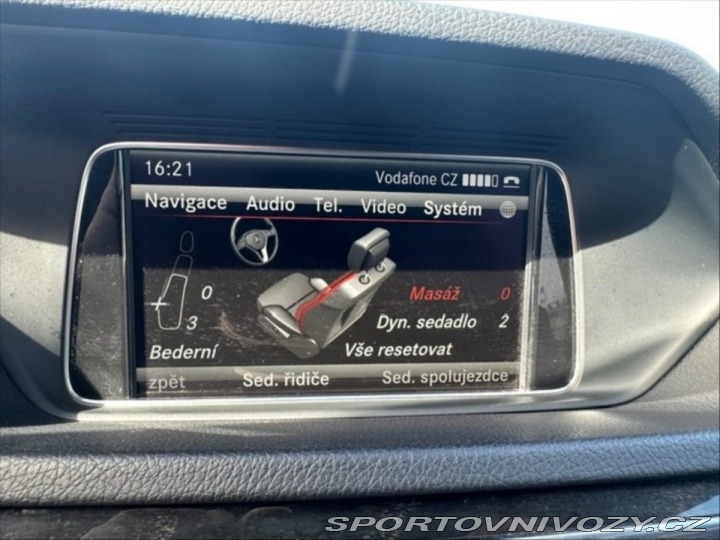 16:21 Vodafone CZ
Navigace Audio Tel. Video Systém
0 Masáž 0
3 Dyn. sedadlo 2
Bederní Vše resetovat
zpět Sed. řidiče Sed. spolujezdce
SPORTOVNIVOZY.CZ